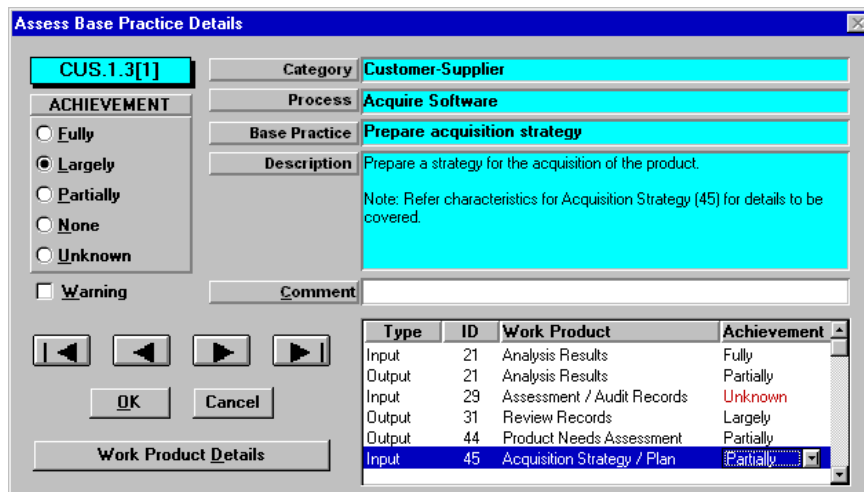 Assess Base Practice Details
CUS.1.3[1]
ACHIEVEMENT
Fully
Largely
Partially
None
Unknown
Warning
Category Customer-Supplier
Process Acquire Software
Base Practice Prepare acquisition strategy
Description Prepare a strategy for the acquisition of the product.
Note: Refer characteristics for Acquisition Strategy (45) for details to be
covered.
Comment
OK
Cancel
Work Product Details
Type ID Work Product Achievement
Input 21 Analysis Results Fully
Output 21 Analysis Results Partially
Input 29 Assessment / Audit Records Unknown
Output 31 Review Records Largely
Output 44 Product Needs Assessment Partially
Input 45 Acquisition Strategy / Plan Partially